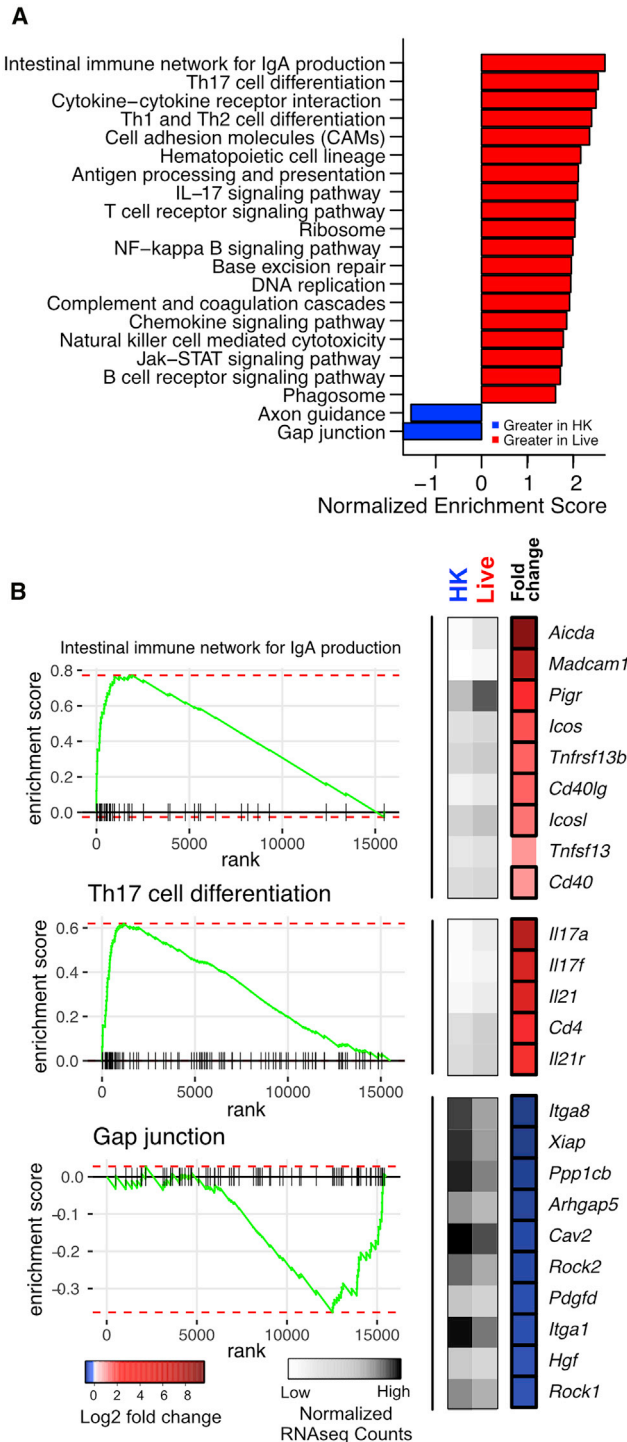 A
Intestinal immune network for IgA production
Th17 cell differentiation
Cytokine−cytokine receptor interaction
Th1 and Th2 cell differentiation
Cell adhesion molecules (CAMs)
Hematopoietic cell lineage
Antigen processing and presentation
IL−17 signaling pathway
T cell receptor signaling pathway
Ribosome
NF−kappa B signaling pathway
Base excision repair
DNA replication
Complement and coagulation cascades
Chemokine signaling pathway
Natural killer cell mediated cytotoxicity
Jak−STAT signaling pathway
B cell receptor signaling pathway
Phagosome
Axon guidance
Gap junction
Greater in HK
Greater in Live
−1 0 1 2
Normalized Enrichment Score
B
HK Live Fold change
Intestinal immune network for IgA production
enrichment score
0.8
0.6
0.4
0.2
0.0
0 5000 10000 15000
rank
Aicda
Madcam1
Pigr
Icos
Tnfrsf13b
Cd40lg
Icosl
Tnfsf13
Cd40
Th17 cell differentiation
enrichment score
0.6
0.4
0.2
0.0
0 5000 10000 15000
rank
Il17a
Il17f
Il21
Cd4
Il21r
Gap junction
enrichment score
0.0
-0.1
-0.2
-0.3
0 5000 10000 15000
rank
Itga8
Xiap
Ppp1cb
Arhgap5
Cav2
Rock2
Pdgfd
Itga1
Hgf
Rock1
0 2 4 6 8
Log2 fold change
Low High
Normalized
RNAseq Counts